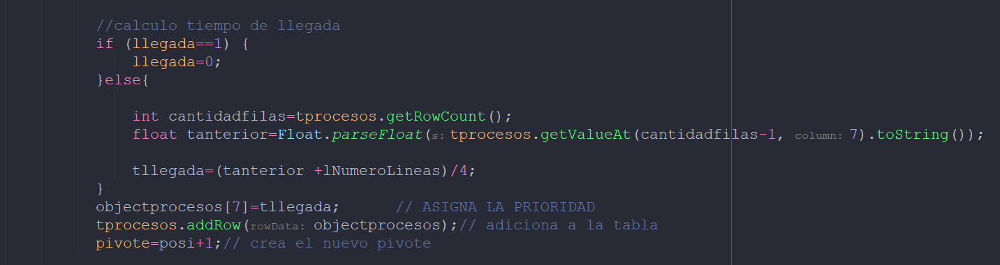 //calculo tiempo de llegada
if (llegada==1) {
llegada=0;
}else{
int cantidadfilas=tprocesos.getRowCount();
float tanterior=Float.parseFloat(s: tprocesos.getValueAt(cantidadfilas-1, column: 7).toString());
tllegada=(tanterior +lNumeroLineas)/4;
}
objectprocesos[7]=tllegada; // ASIGNA LA PRIORIDAD
tprocesos.addRow(rowData: objectprocesos);// adiciona a la tabla
pivote=posi+1;// crea el nuevo pivote